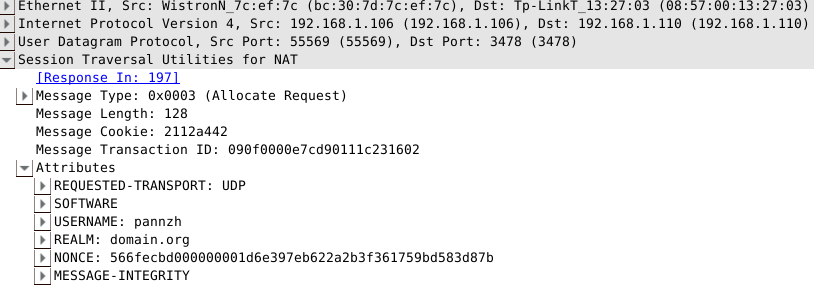 Ethernet II, Src: WistronN_7c:ef:7c (bc:30:7d:7c:ef:7c), Dst: Tp-LinkT_13:27:03 (08:57:00:13:27:03)
Internet Protocol Version 4, Src: 192.168.1.106 (192.168.1.106), Dst: 192.168.1.110 (192.168.1.110)
User Datagram Protocol, Src Port: 55569 (55569), Dst Port: 3478 (3478)
Session Traversal Utilities for NAT
[Response In: 197]
Message Type: 0x0003 (Allocate Request)
Message Length: 128
Message Cookie: 2112a442
Message Transaction ID: 090f0000e7cd90111c231602
Attributes
REQUESTED-TRANSPORT: UDP
SOFTWARE
USERNAME: pannzh
REALM: domain.org
NONCE: 566fecbd000000001d6e397eb622a2b3f361759bd583d87b
MESSAGE-INTEGRITY